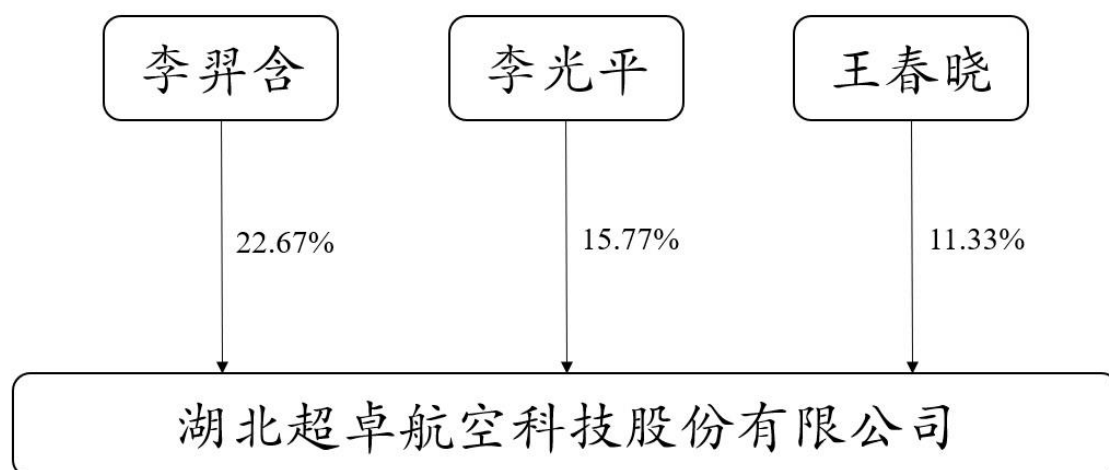 李羿含 李光平 王春晓
22.67% 15.77% 11.33%
湖北超卓航空科技股份有限公司